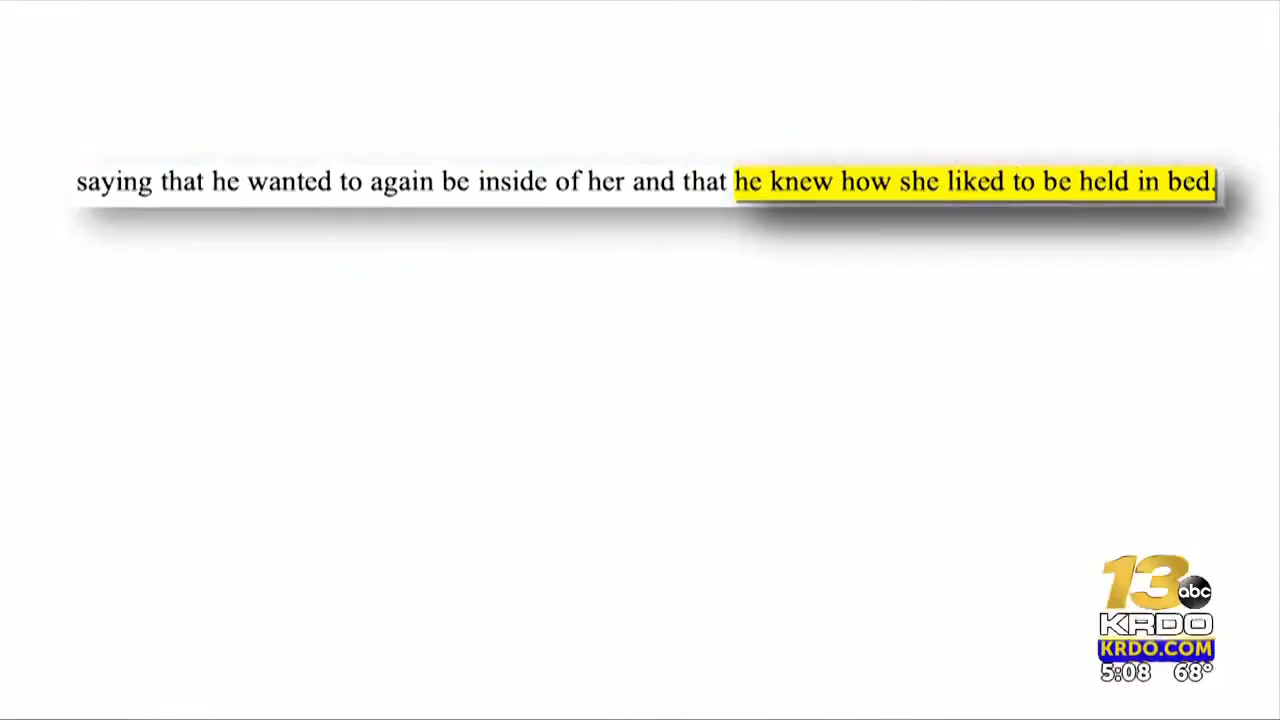 saying that he wanted to again be inside of her and that he knew how she liked to be held in bed.
13 abc
KRDO
KRDO.COM
5:08 68°